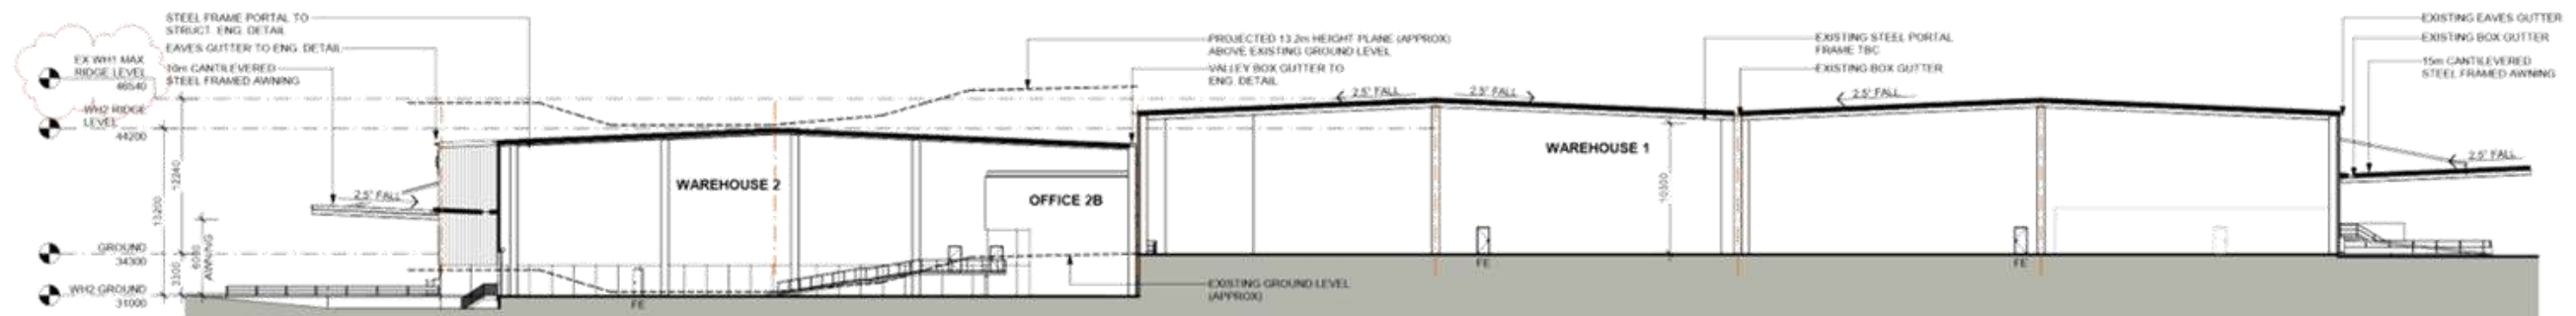 STEEL FRAME PORTAL TO
STRUCT. ENG. DETAIL
EAVES GUTTER TO ENG. DETAIL
10m CANTILEVERED
STEEL FRAMED AWNING
EX WH1 MAX
RIDGE LEVEL
46540
WH2 RIDGE
LEVEL
44200
GROUND
34300
WH2 GROUND
31000
12240
13200
3300
AWNING
2.5° FALL
WAREHOUSE 2
OFFICE 2B
FE
PROJECTED 13.2m HEIGHT PLANE (APPROX)
ABOVE EXISTING GROUND LEVEL
VALLEY BOX GUTTER TO
ENG. DETAIL
EXISTING GROUND LEVEL
(APPROX)
2.5° FALL
2.5° FALL
WAREHOUSE 1
10300
FE
EXISTING STEEL PORTAL
FRAME TBC
EXISTING BOX GUTTER
2.5° FALL
FE
EXISTING EAVES GUTTER
EXISTING BOX GUTTER
15m CANTILEVERED
STEEL FRAMED AWNING
2.5° FALL